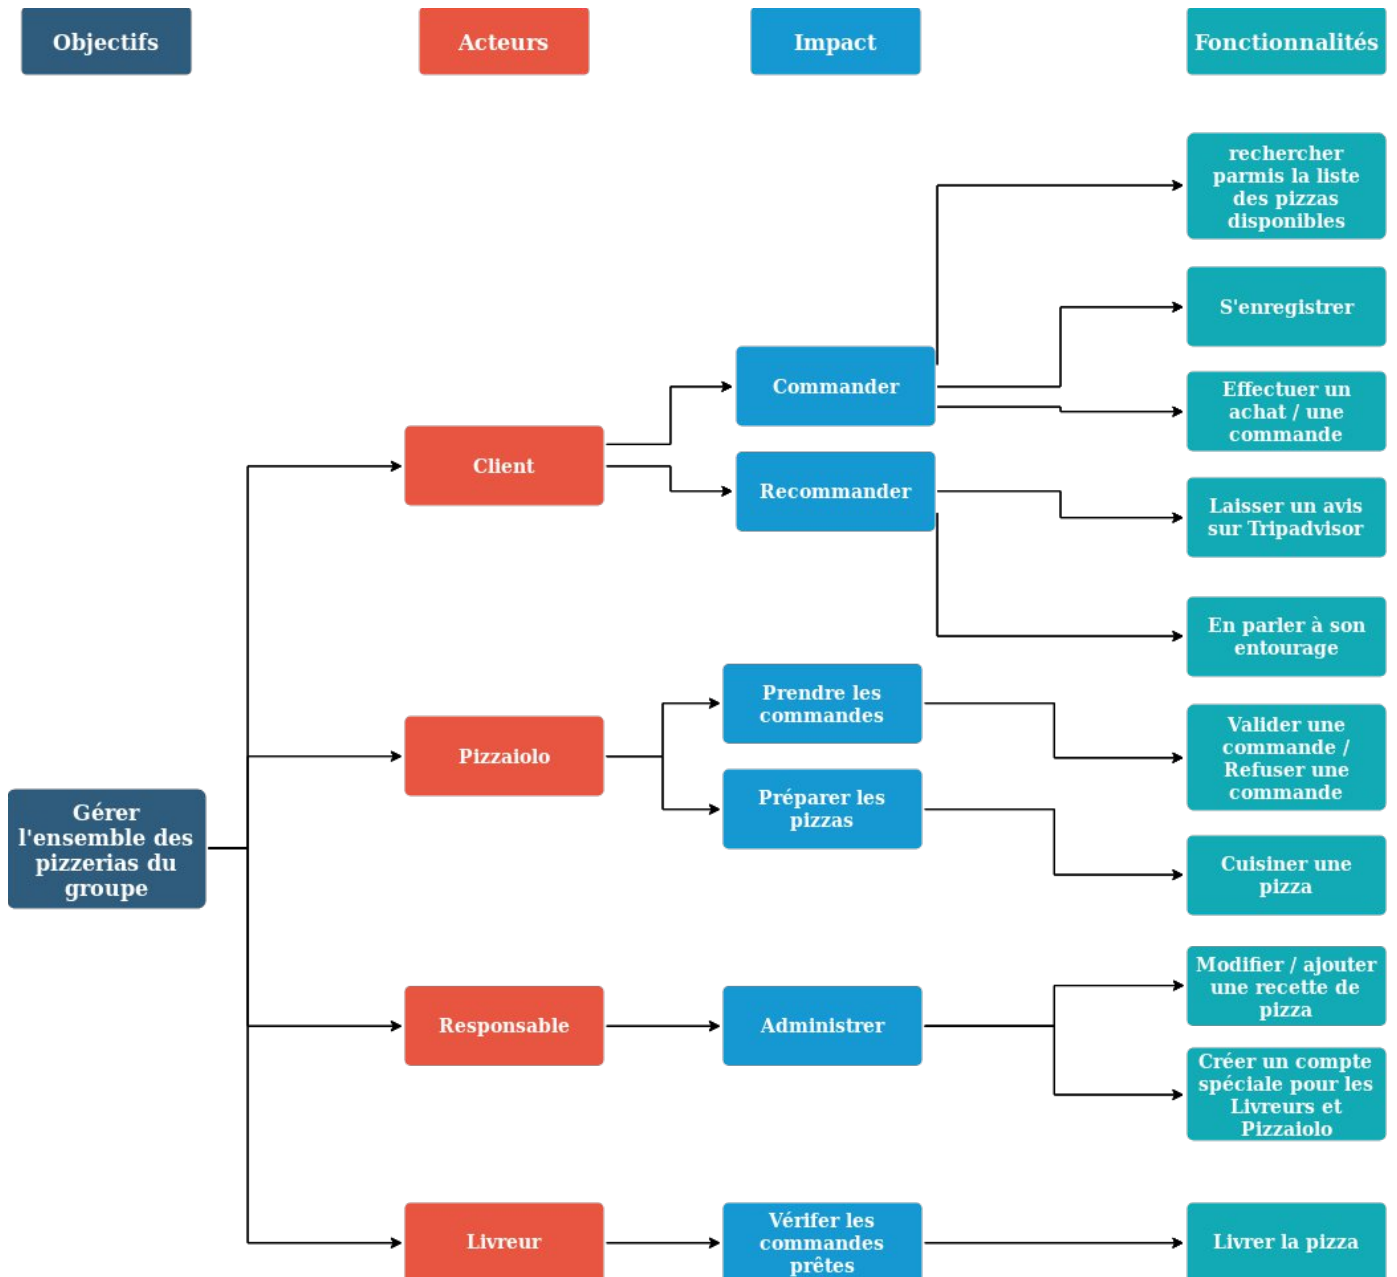 Objectifs
Acteurs
Impact
Fonctionnalités
rechercher
parmis la liste
des pizzas
disponibles
S'enregistrer
Commander
Effectuer un
achat / une
commande
Client
Recommander
Laisser un avis
sur Tripadvisor
En parler à son
entourage
Prendre les
commandes
Pizzaiolo
Valider une
commande /
Refuser une
commande
Préparer les
pizzas
Gérer
l'ensemble des
pizzerias du
groupe
Cuisiner une
pizza
Modifier / ajouter
une recette de
pizza
Responsable
Administrer
Créer un compte
spéciale pour les
Livreurs et
Pizzaiolo
Livreur
Vérifer les
commandes
prêtes
Livrer la pizza